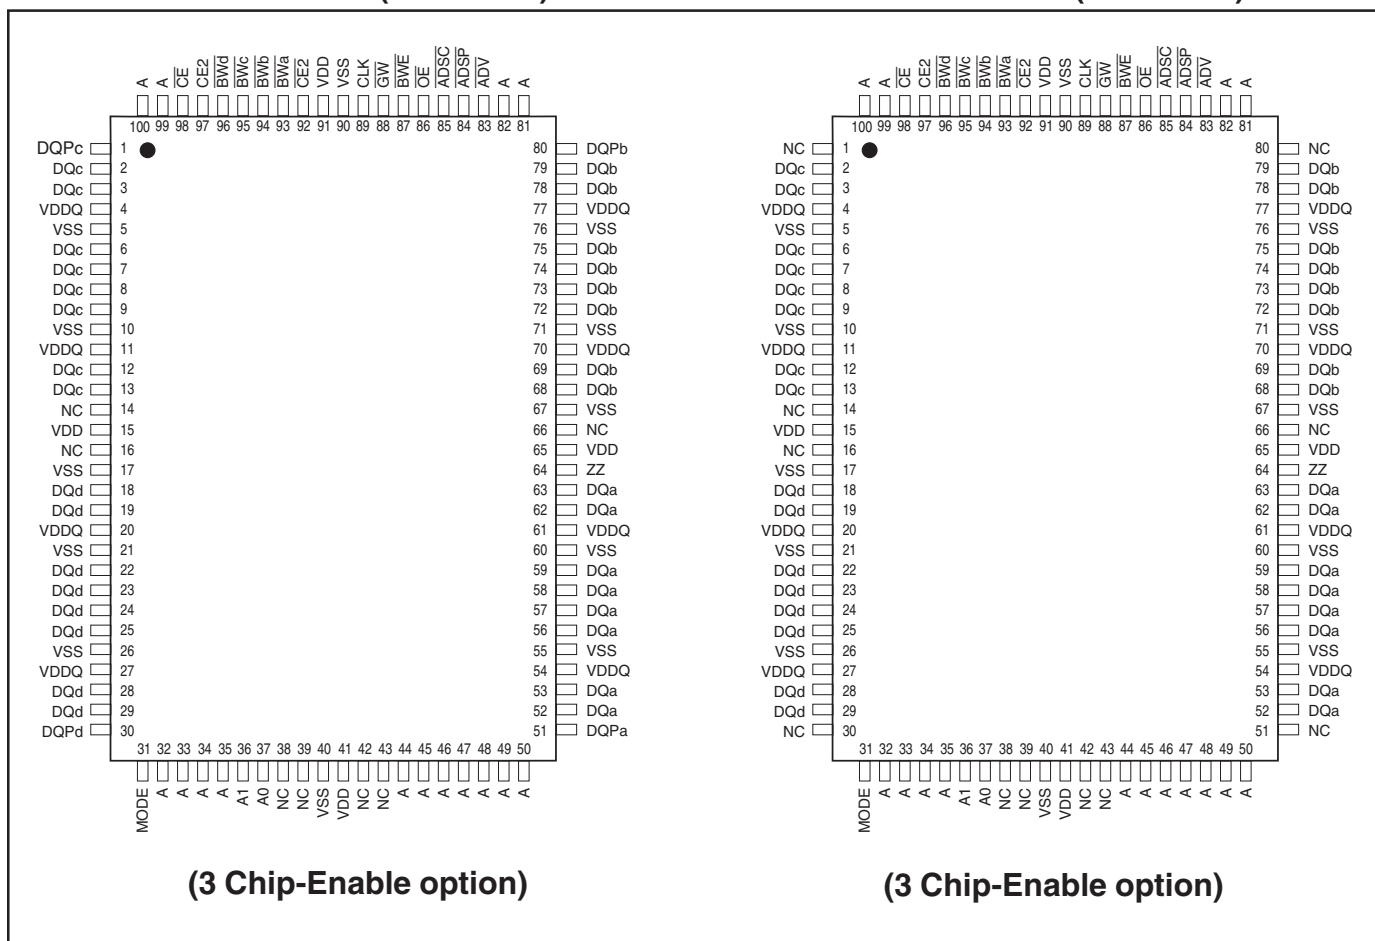 A A CE CE2 BWd BWc BWb BWa CE2 VDD VSS CLK GW BWE OE ADSC ADSP ADV A A
100 99 98 97 96 95 94 93 92 91 90 89 88 87 86 85 84 83 82 81
DQPc 1 80 DQPb
DQc 2 79 DQb
DQc 3 78 DQb
VDDQ 4 77 VDDQ
VSS 5 76 VSS
DQc 6 75 DQb
DQc 7 74 DQb
DQc 8 73 DQb
DQc 9 72 DQb
VSS 10 71 VSS
VDDQ 11 70 VDDQ
DQc 12 69 DQb
DQc 13 68 DQb
NC 14 67 VSS
VDD 15 66 NC
NC 16 65 VDD
VSS 17 64 ZZ
DQd 18 63 DQa
DQd 19 62 DQa
VDDQ 20 61 VDDQ
VSS 21 60 VSS
DQd 22 59 DQa
DQd 23 58 DQa
DQd 24 57 DQa
DQd 25 56 DQa
VSS 26 55 VSS
VDDQ 27 54 VDDQ
DQd 28 53 DQa
DQd 29 52 DQa
DQPd 30 51 DQPa
31 32 33 34 35 36 37 38 39 40 41 42 43 44 45 46 47 48 49 50
MODE A A A A A1 A0 NC NC VSS VDD NC NC A A A A A A A
(3 Chip-Enable option)
A A CE CE2 BWd BWc BWb BWa CE2 VDD VSS CLK GW BWE OE ADSC ADSP ADV A A
100 99 98 97 96 95 94 93 92 91 90 89 88 87 86 85 84 83 82 81
NC 1 80 NC
DQc 2 79 DQb
DQc 3 78 DQb
VDDQ 4 77 VDDQ
VSS 5 76 VSS
DQc 6 75 DQb
DQc 7 74 DQb
DQc 8 73 DQb
DQc 9 72 DQb
VSS 10 71 VSS
VDDQ 11 70 VDDQ
DQc 12 69 DQb
DQc 13 68 DQb
NC 14 67 VSS
VDD 15 66 NC
NC 16 65 VDD
VSS 17 64 ZZ
DQd 18 63 DQa
DQd 19 62 DQa
VDDQ 20 61 VDDQ
VSS 21 60 VSS
DQd 22 59 DQa
DQd 23 58 DQa
DQd 24 57 DQa
DQd 25 56 DQa
VSS 26 55 VSS
VDDQ 27 54 VDDQ
DQd 28 53 DQa
DQd 29 52 DQa
NC 30 51 NC
31 32 33 34 35 36 37 38 39 40 41 42 43 44 45 46 47 48 49 50
MODE A A A A A1 A0 NC NC VSS VDD NC NC A A A A A A A
(3 Chip-Enable option)